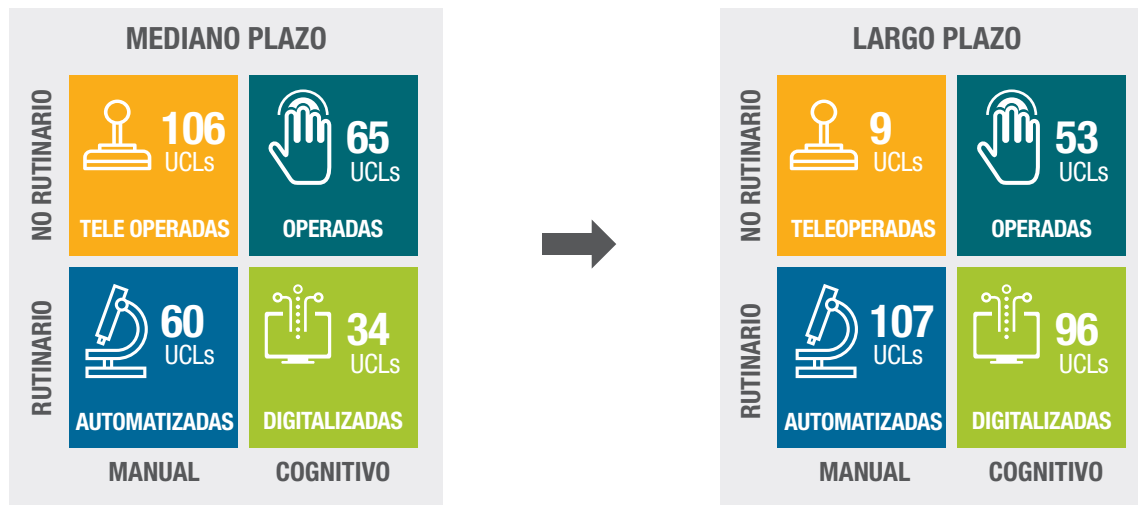 MEDIANO PLAZO
NO RUTINARIO
106
UCLs
TELE OPERADAS
65
UCLs
OPERADAS
RUTINARIO
60
UCLs
AUTOMATIZADAS
34
UCLs
DIGITALIZADAS
MANUAL
COGNITIVO
LARGO PLAZO
NO RUTINARIO
9
UCLs
TELEOPERADAS
53
UCLs
OPERADAS
RUTINARIO
107
UCLs
AUTOMATIZADAS
96
UCLs
DIGITALIZADAS
MANUAL
COGNITIVO